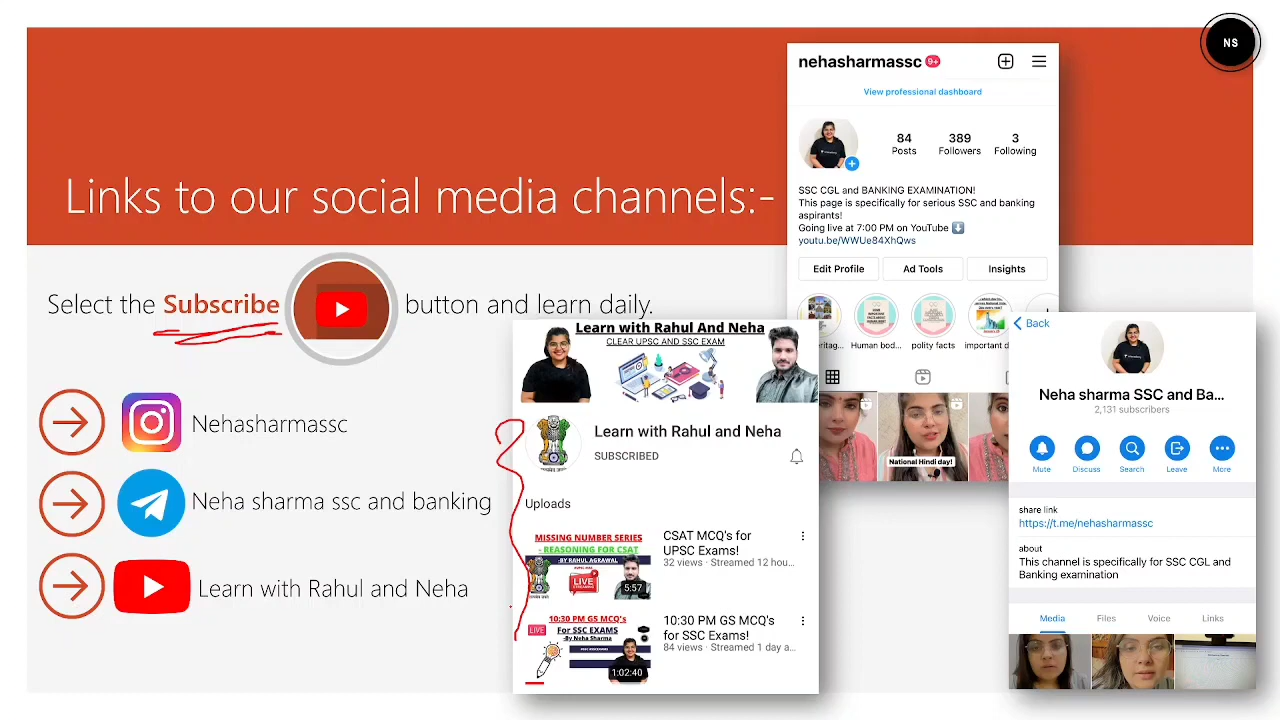 NS
Links to our social media channels:-
Select the Subscribe button and learn daily.
Nehasharmassc
Neha sharma ssc and banking
Learn with Rahul and Neha
nehasharmassc 9+
View professional dashboard
84 389 3
Posts Followers Following
SSC CGL and BANKING EXAMINATION!
This page is specifically for serious SSC and banking
aspirants!
Going live at 7:00 PM on YouTube ⬇️
youtu.be/WWUe84XhQws
Edit Profile Ad Tools Insights
Human bod... polity facts important d
National Hindi day!
Learn with Rahul And Neha
CLEAR UPSC AND SSC EXAM
Learn with Rahul and Neha
SUBSCRIBED
Uploads
MISSING NUMBER SERIES
- REASONING FOR CSAT
-BY RAHUL AGRAWAL
LIVE
5:57
CSAT MCQ's for
UPSC Exams!
32 views · Streamed 12 hou...
10:30 PM GS MCQ's
LIVE
For SSC EXAMS
-By Neha Sharma
1:02:40
10:30 PM GS MCQ's
for SSC Exams!
84 views · Streamed 1 day a...
Back
Neha sharma SSC and Ba...
2,131 subscribers
Mute Discuss Search Leave More
share link
https://t.me/nehasharmassc
about
This channel is specifically for SSC CGL and
Banking examination
Media Files Voice Links